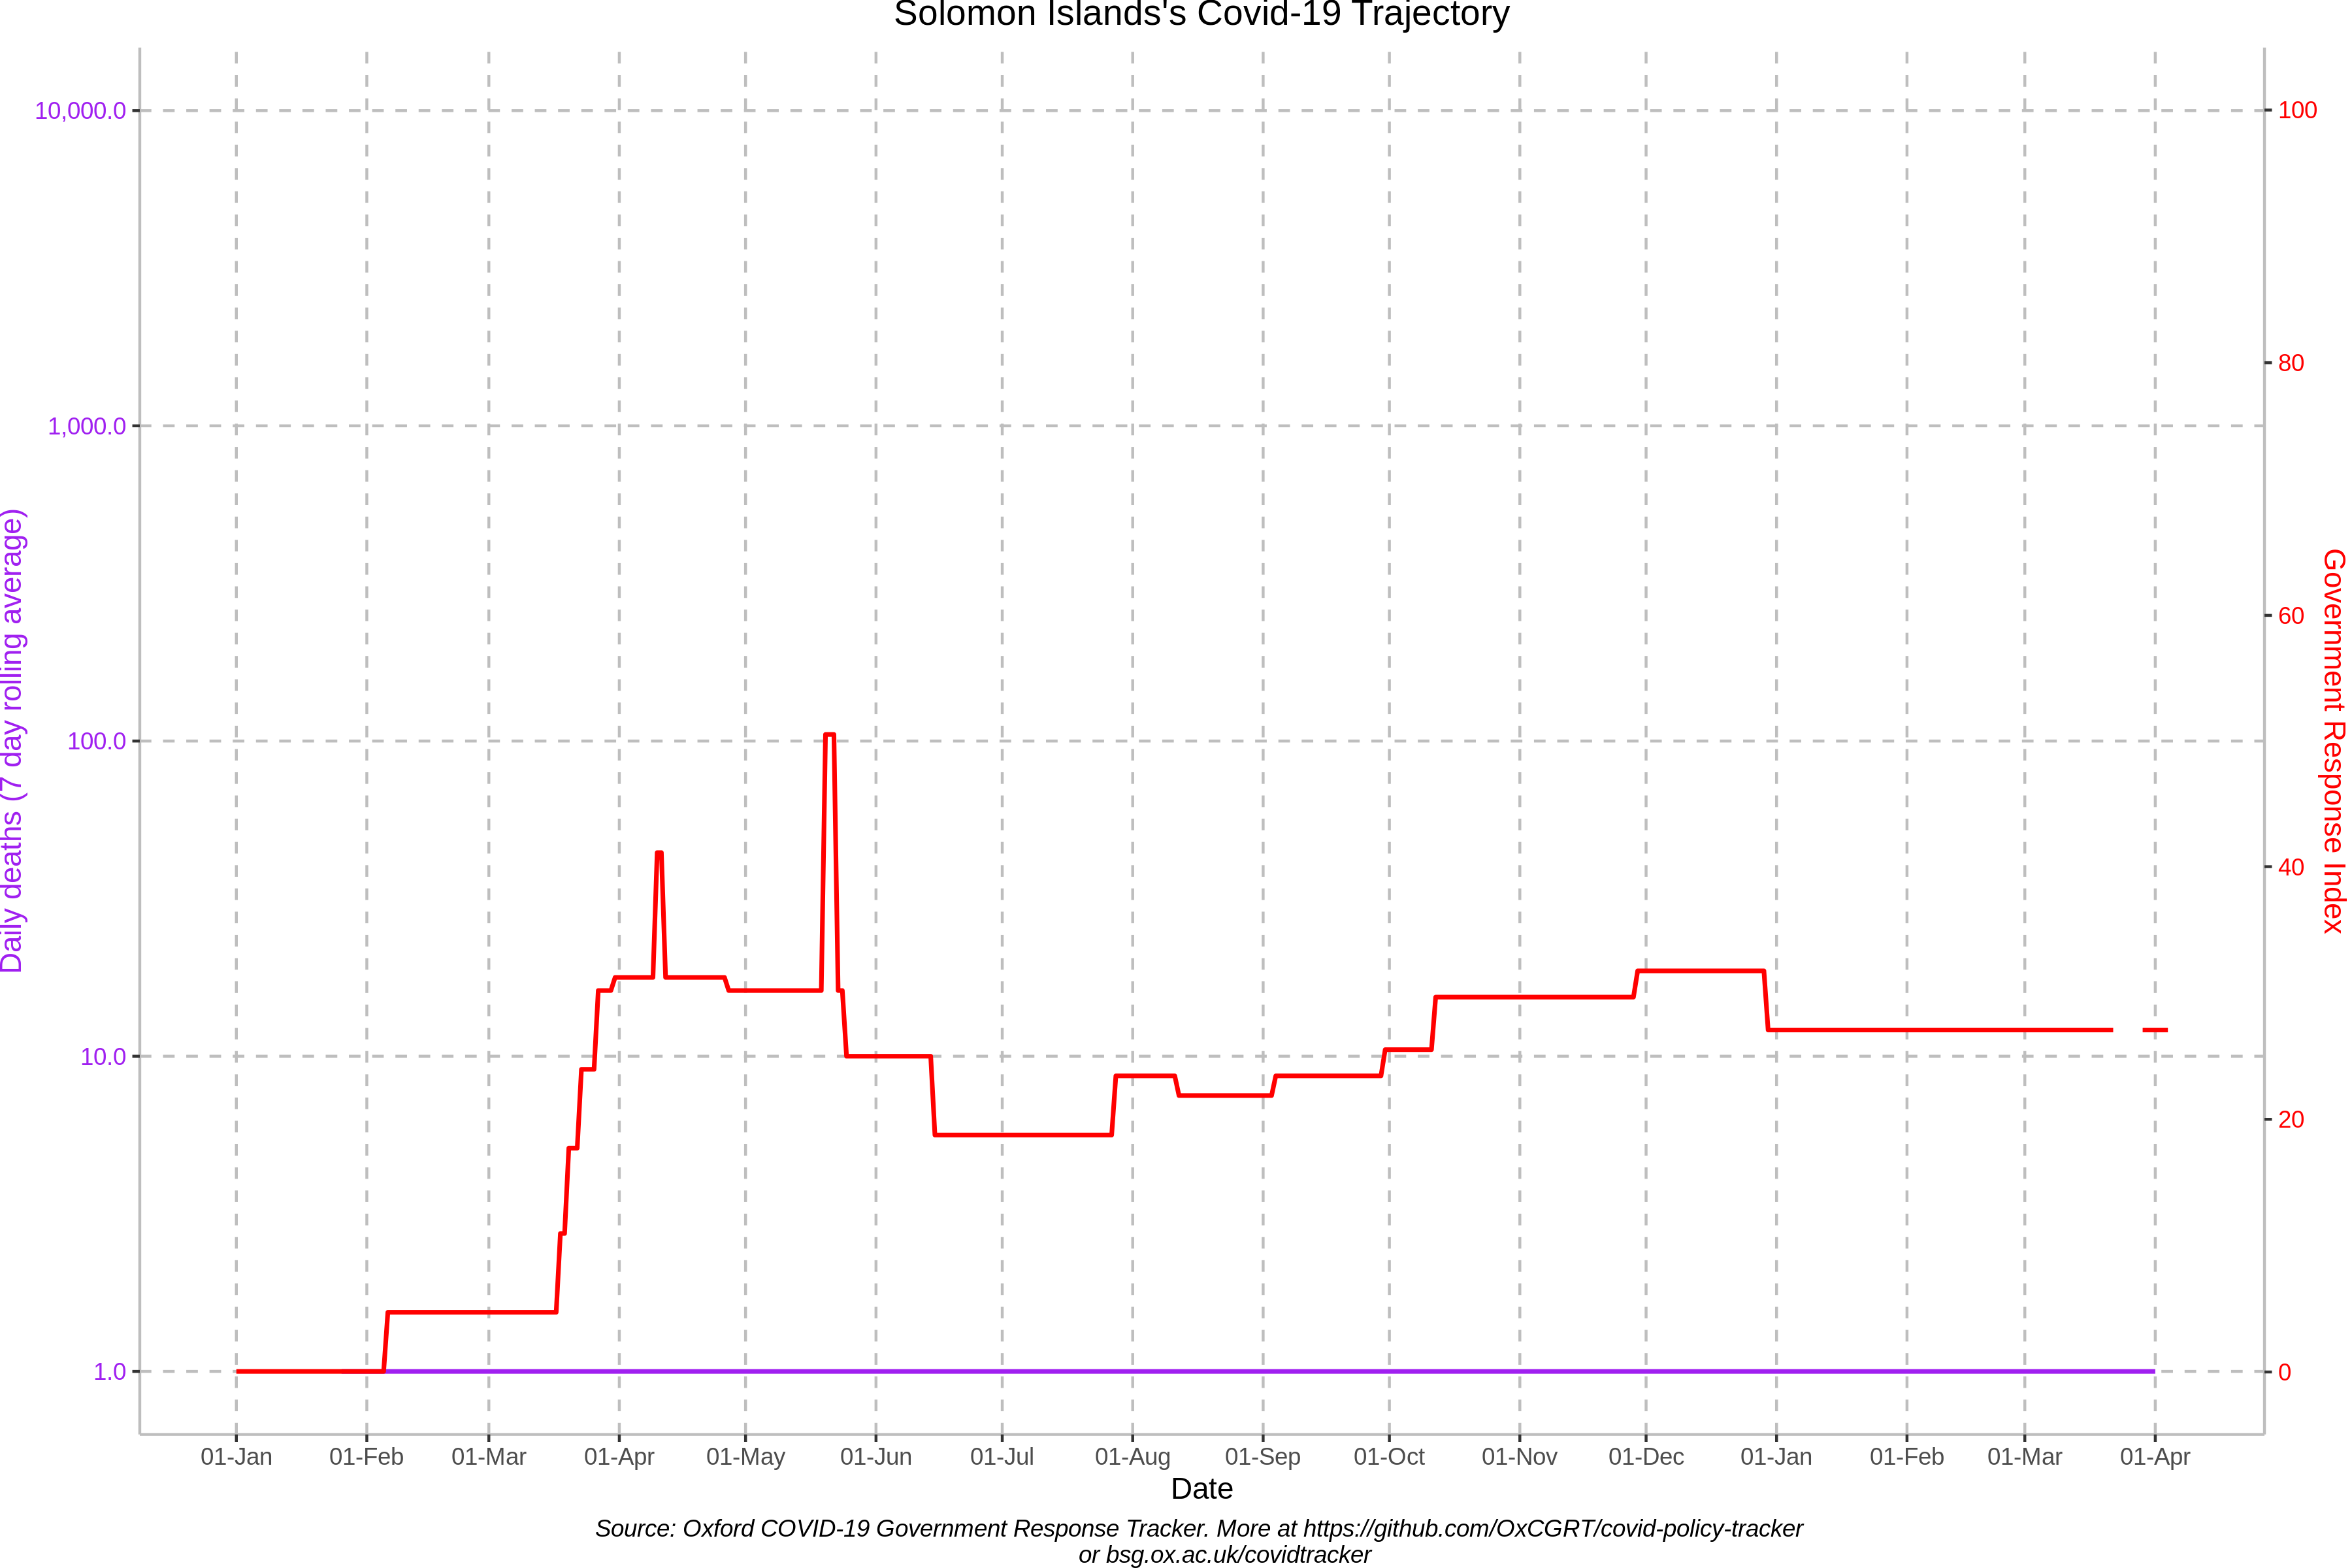 Solomon Islands's Covid-19 Trajectory
10,000.0
1,000.0
100.0
10.0
1.0
Daily deaths (7 day rolling average)
100
80
60
40
20
0
Government Response Index
01-Jan 01-Feb 01-Mar 01-Apr 01-May 01-Jun 01-Jul 01-Aug 01-Sep 01-Oct 01-Nov 01-Dec 01-Jan 01-Feb 01-Mar 01-Apr
Date
Source: Oxford COVID-19 Government Response Tracker. More at https://github.com/OxCGRT/covid-policy-tracker
or bsg.ox.ac.uk/covidtracker